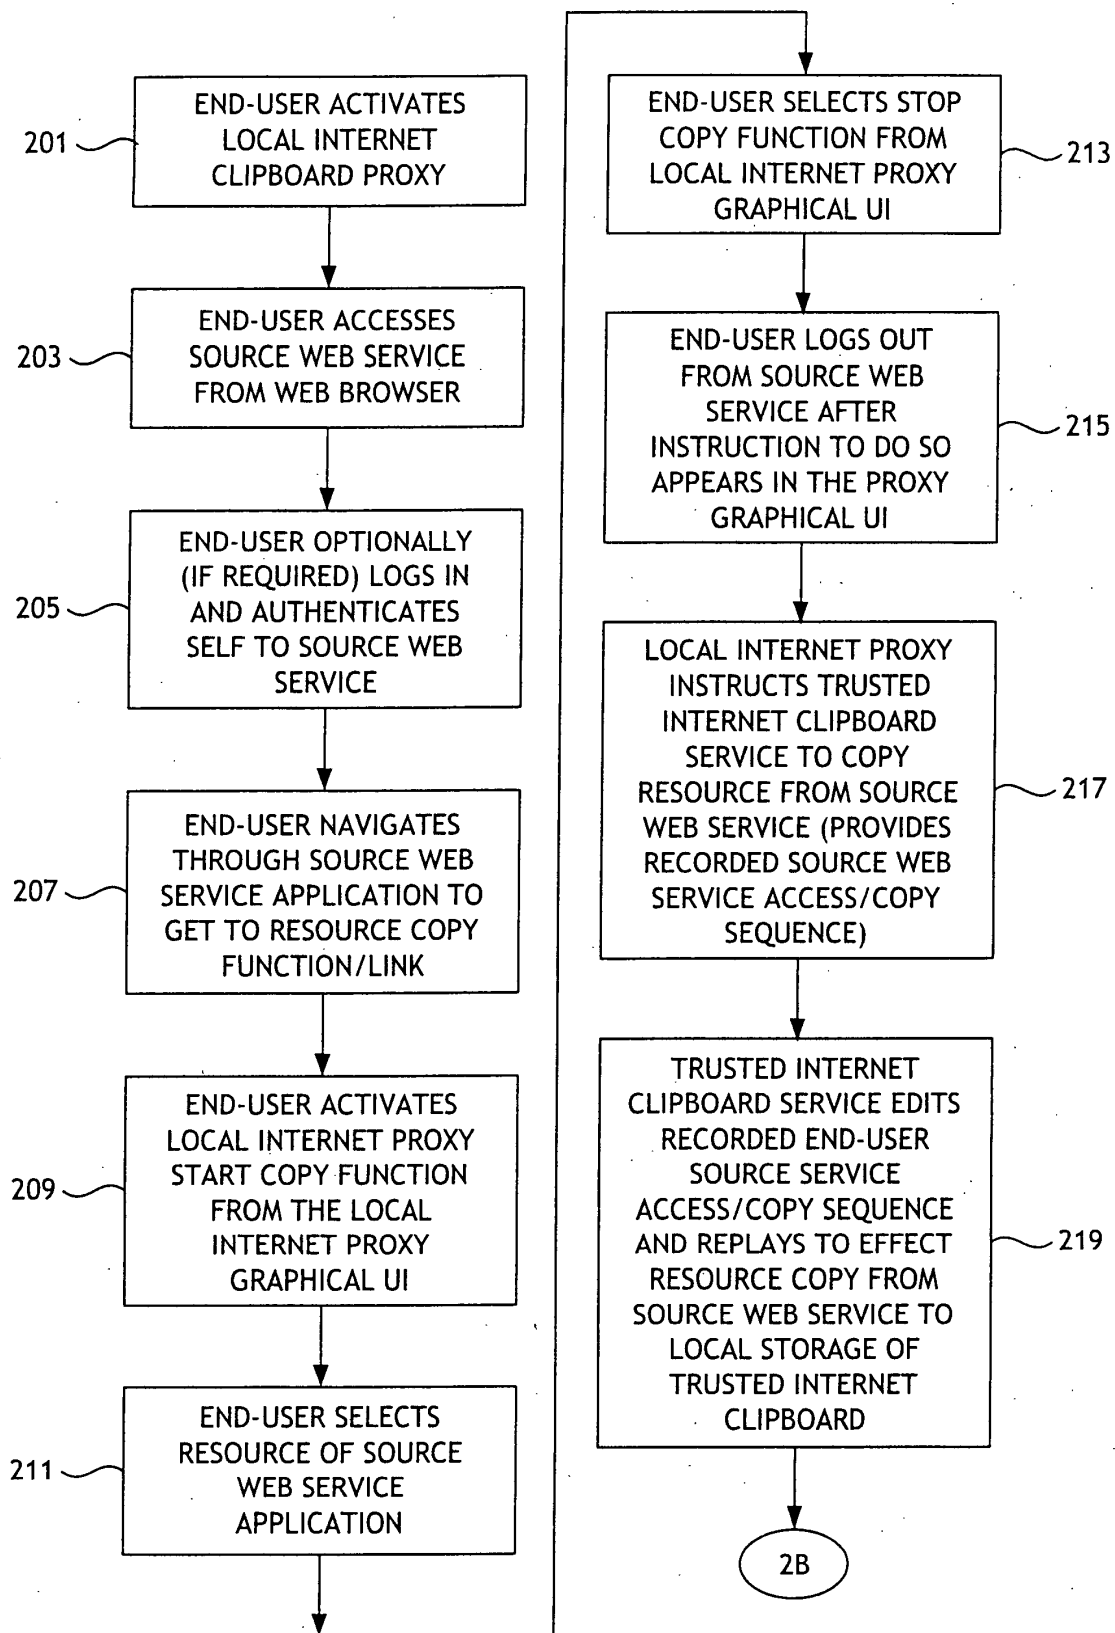 201
END-USER ACTIVATES
LOCAL INTERNET
CLIPBOARD PROXY
203
END-USER ACCESSES
SOURCE WEB SERVICE
FROM WEB BROWSER
205
END-USER OPTIONALLY
(IF REQUIRED) LOGS IN
AND AUTHENTICATES
SELF TO SOURCE WEB
SERVICE
207
END-USER NAVIGATES
THROUGH SOURCE WEB
SERVICE APPLICATION TO
GET TO RESOURCE COPY
FUNCTION/LINK
209
END-USER ACTIVATES
LOCAL INTERNET PROXY
START COPY FUNCTION
FROM THE LOCAL
INTERNET PROXY
GRAPHICAL UI
211
END-USER SELECTS
RESOURCE OF SOURCE
WEB SERVICE
APPLICATION
END-USER SELECTS STOP
COPY FUNCTION FROM
LOCAL INTERNET PROXY
GRAPHICAL UI
213
END-USER LOGS OUT
FROM SOURCE WEB
SERVICE AFTER
INSTRUCTION TO DO SO
APPEARS IN THE PROXY
GRAPHICAL UI
215
LOCAL INTERNET PROXY
INSTRUCTS TRUSTED
INTERNET CLIPBOARD
SERVICE TO COPY
RESOURCE FROM SOURCE
WEB SERVICE (PROVIDES
RECORDED SOURCE WEB
SERVICE ACCESS/COPY
SEQUENCE)
217
TRUSTED INTERNET
CLIPBOARD SERVICE EDITS
RECORDED END-USER
SOURCE SERVICE
ACCESS/COPY SEQUENCE
AND REPLAYS TO EFFECT
RESOURCE COPY FROM
SOURCE WEB SERVICE TO
LOCAL STORAGE OF
TRUSTED INTERNET
CLIPBOARD
219
2B